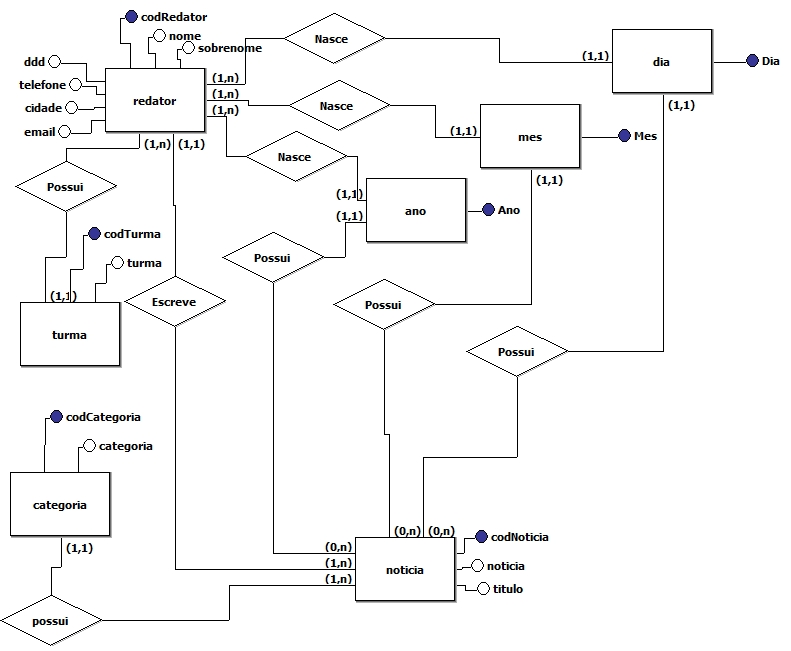 codRedator
nome
sobrenome
ddd
telefone
cidade
email
redator
(1,n)
(1,n)
(1,n)
(1,n)
(1,1)
Nasce
Nasce
Nasce
(1,1)
dia
Dia
(1,1)
(1,1)
mes
Mes
(1,1)
(1,1)
(1,1)
ano
Ano
Possui
codTurma
turma
(1,1)
turma
Escreve
Possui
Possui
Possui
codCategoria
categoria
categoria
(1,1)
possui
(0,n)
(1,n)
(1,n)
(0,n)
(0,n)
noticia
codNoticia
noticia
titulo